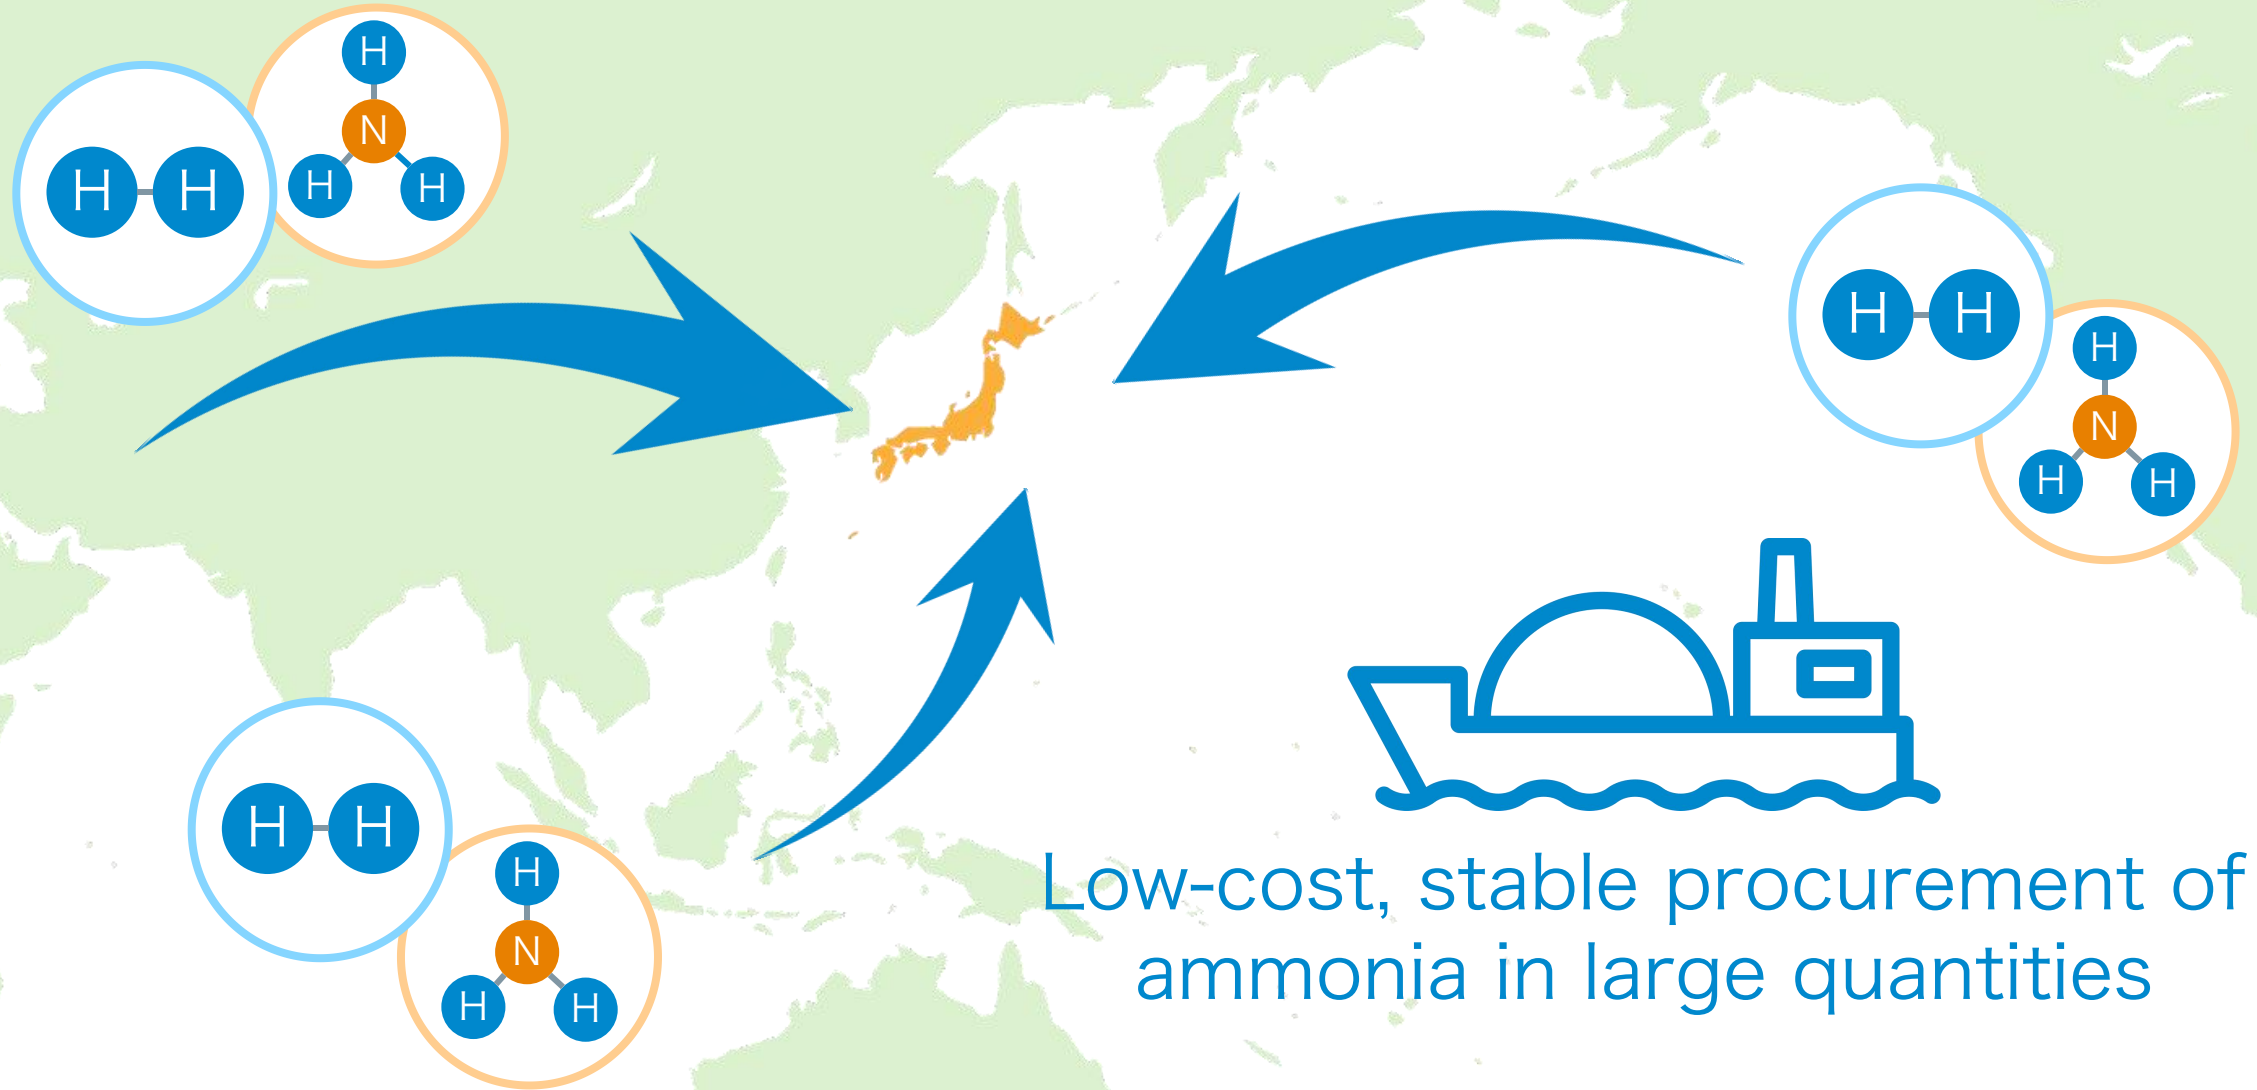 H
N
H H
H H
H
H H
N
H H
H H
H
N
H H
Low-cost, stable procurement of
ammonia in large quantities